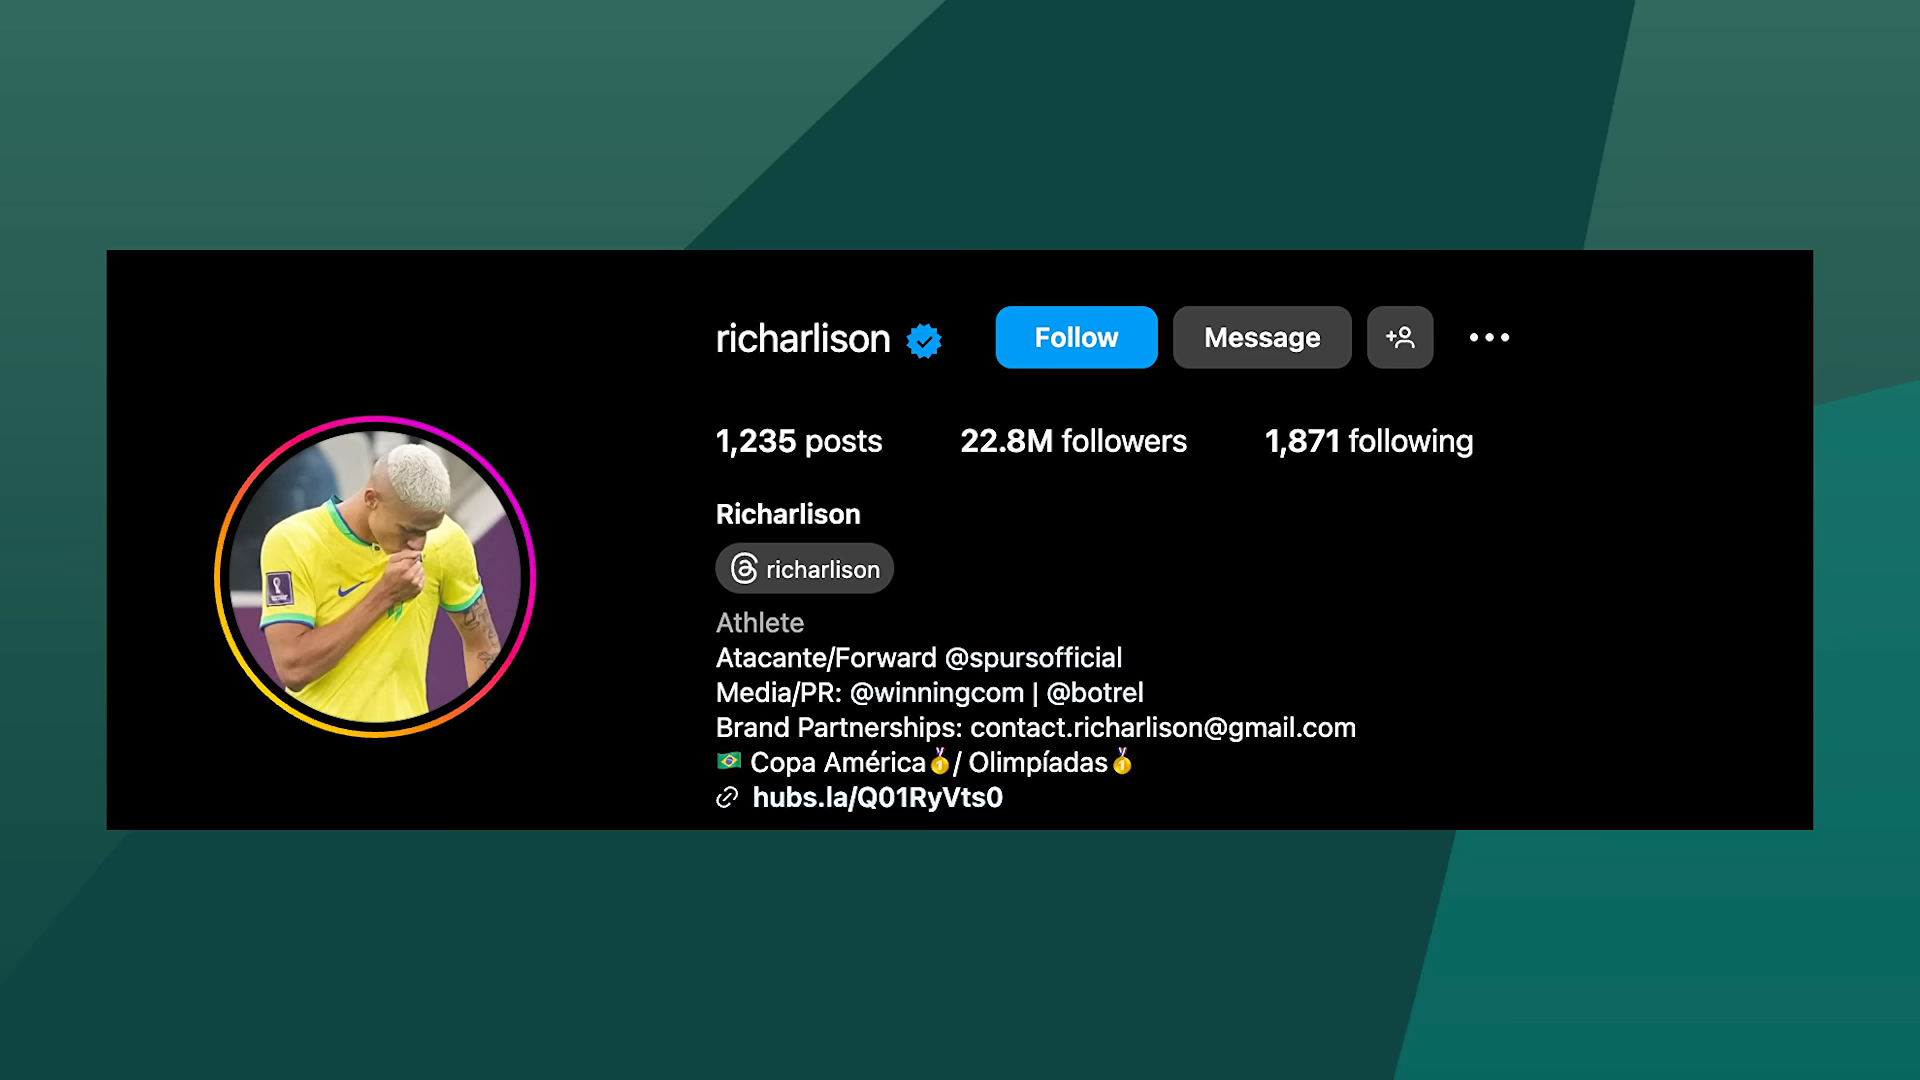 richarlison Follow Message
1,235 posts 22.8M followers 1,871 following
Richarlison
richarlison
Athlete
Atacante/Forward @spursofficial
Media/PR: @winningcom | @botrel
Brand Partnerships: contact.richarlison@gmail.com
🇧🇷 Copa América🥇/ Olimpíadas🥇
hubs.la/Q01RyVts0